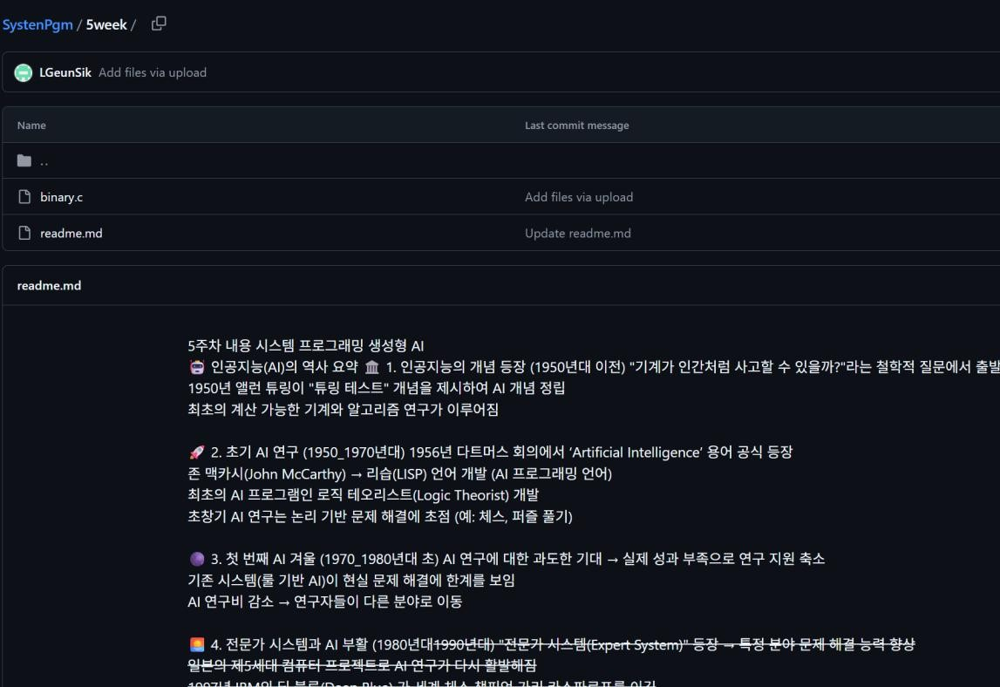 SystenPgm / 5week /
LGeunSik Add files via upload
Name Last commit message
..
binary.c Add files via upload
readme.md Update readme.md
readme.md
5주차 내용 시스템 프로그래밍 생성형 AI
🤖 인공지능(AI)의 역사 요약 🏛️ 1. 인공지능의 개념 등장 (1950년대 이전) "기계가 인간처럼 사고할 수 있을까?"라는 철학적 질문에서 출발
1950년 앨런 튜링이 "튜링 테스트" 개념을 제시하여 AI 개념 정립
최초의 계산 가능한 기계와 알고리즘 연구가 이루어짐
🚀 2. 초기 AI 연구 (1950_1970년대) 1956년 다트머스 회의에서 ‘Artificial Intelligence’ 용어 공식 등장
존 맥카시(John McCarthy) → 리습(LISP) 언어 개발 (AI 프로그래밍 언어)
최초의 AI 프로그램인 로직 테오리스트(Logic Theorist) 개발
초창기 AI 연구는 논리 기반 문제 해결에 초점 (예: 체스, 퍼즐 풀기)
🌑 3. 첫 번째 AI 겨울 (1970_1980년대 초) AI 연구에 대한 과도한 기대 → 실제 성과 부족으로 연구 지원 축소
기존 시스템(룰 기반 AI)이 현실 문제 해결에 한계를 보임
AI 연구비 감소 → 연구자들이 다른 분야로 이동
🌅 4. 전문가 시스템과 AI 부활 (1980년대1990년대) "전문가 시스템(Expert System)" 등장 → 특정 분야 문제 해결 능력 향상
일본의 제5세대 컴퓨터 프로젝트로 AI 연구가 다시 활발해짐
1997년 IBM의 딥 블루(Deep Blue) 가 세계 체스 챔피언 가리 카스파로프를 이김